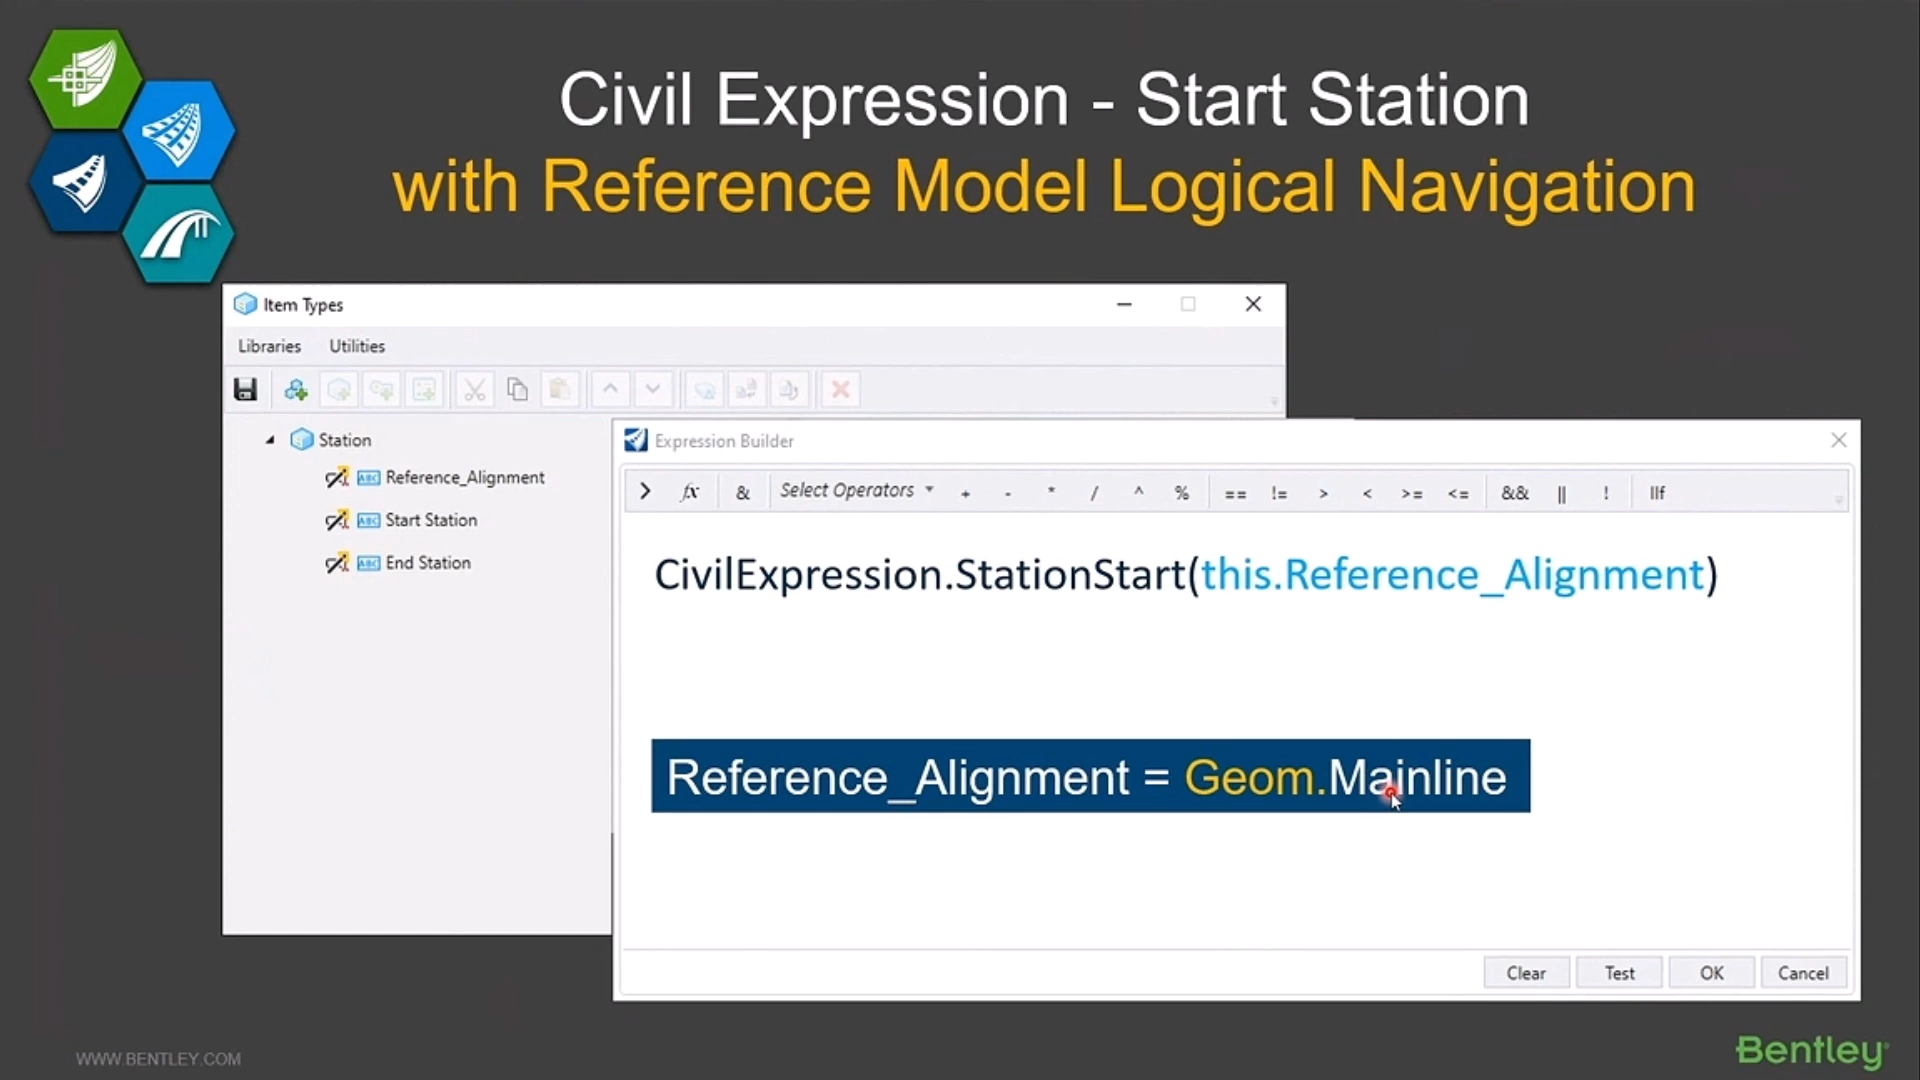 Civil Expression - Start Station
with Reference Model Logical Navigation
Item Types
Libraries Utilities
Station
Reference_Alignment
Start Station
End Station
Expression Builder
fx & Select Operators + - * / ^ % == != > < >= <= && || ! IIf
CivilExpression.StationStart(this.Reference_Alignment)
Reference_Alignment = Geom.Mainline
Clear Test OK Cancel
WWW.BENTLEY.COM
Bentley